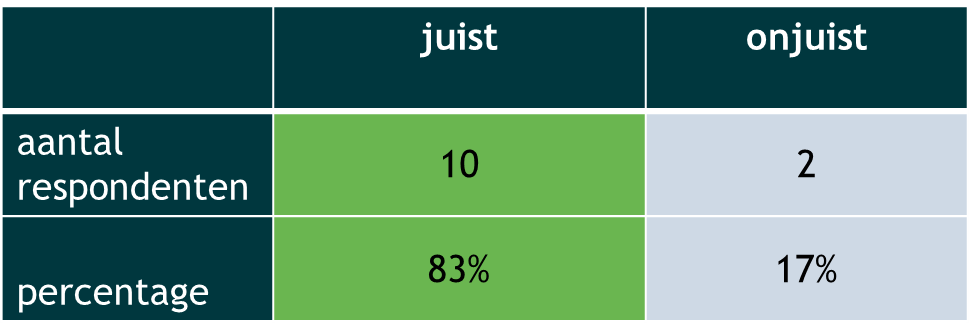 juist onjuist
aantal
respondenten 10 2
percentage 83% 17%